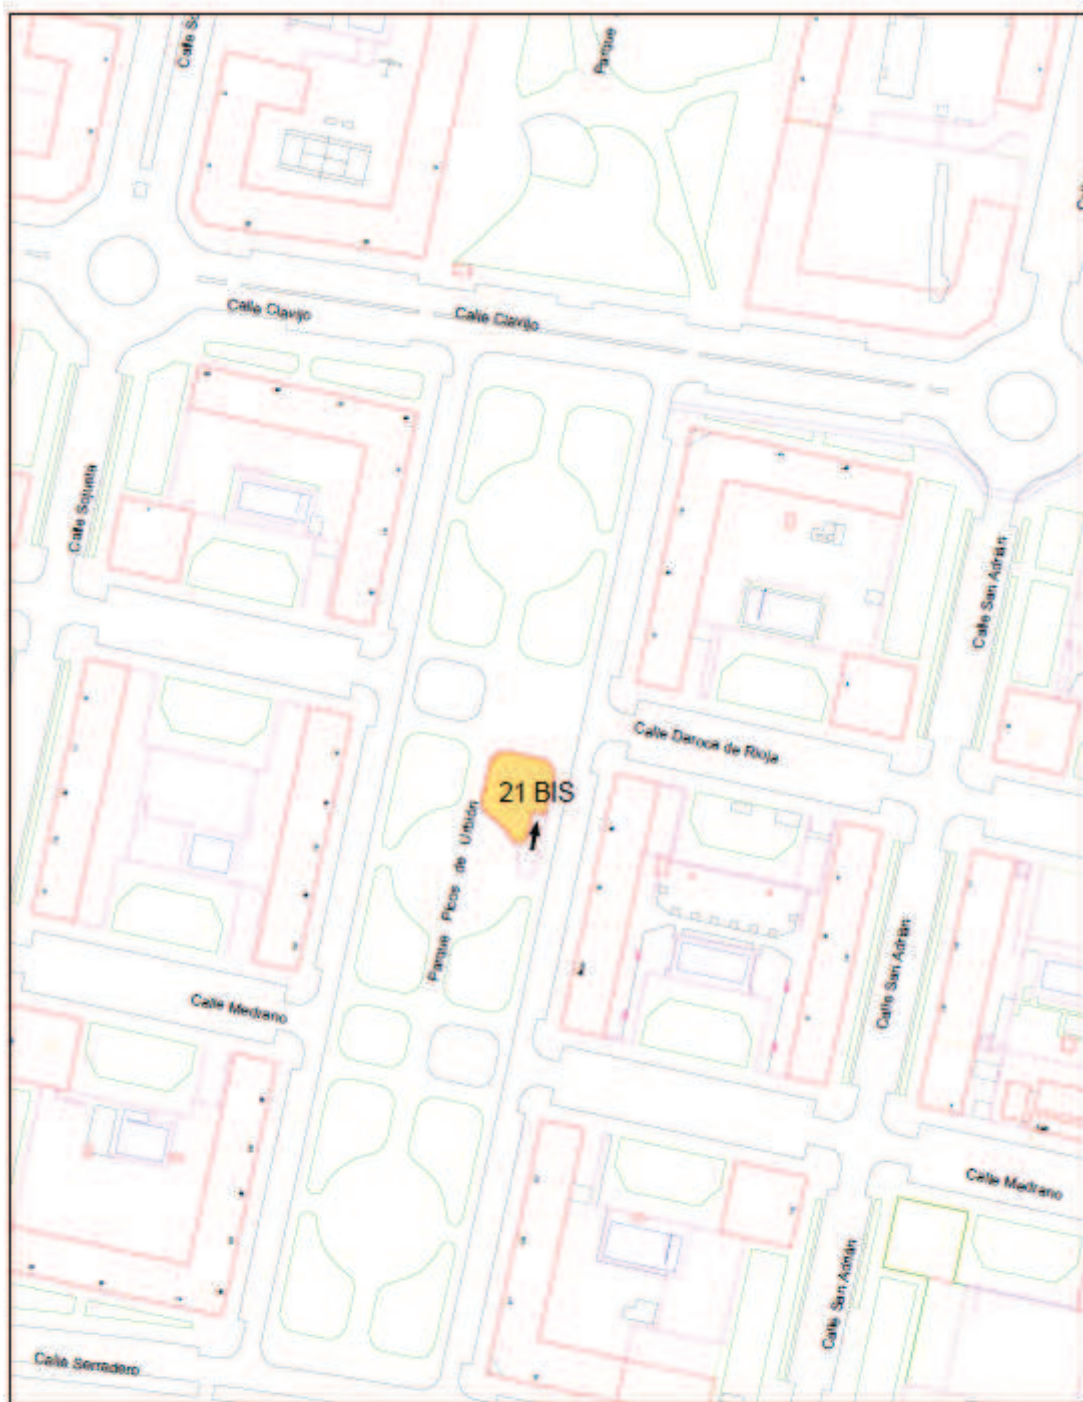 Parque
Calle Clavijo
Calle Clavijo
Calle Sojuela
Calle San Adrián
Calle Daroca de Rioja
21 BIS
Parque Picos de Urbión
Calle San Adrián
Calle Medrano
Calle Medrano
Calle San Adrián
Calle Serradero